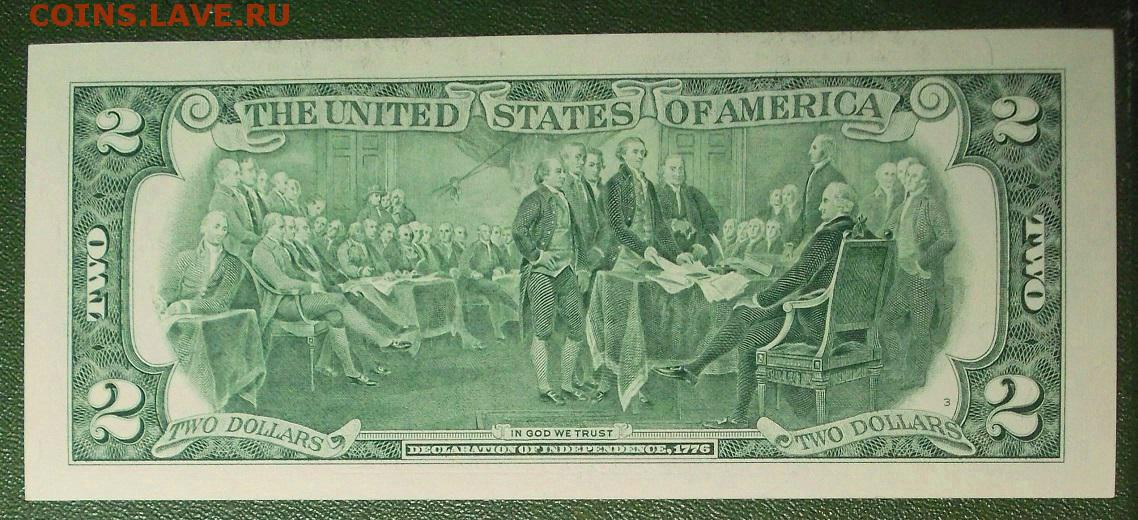 COINS.LAVE.RU
THE UNITED STATES OF AMERICA
2
2
TWO
TWO
3
2
2
TWO DOLLARS
TWO DOLLARS
IN GOD WE TRUST
DECLARATION OF INDEPENDENCE, 1776